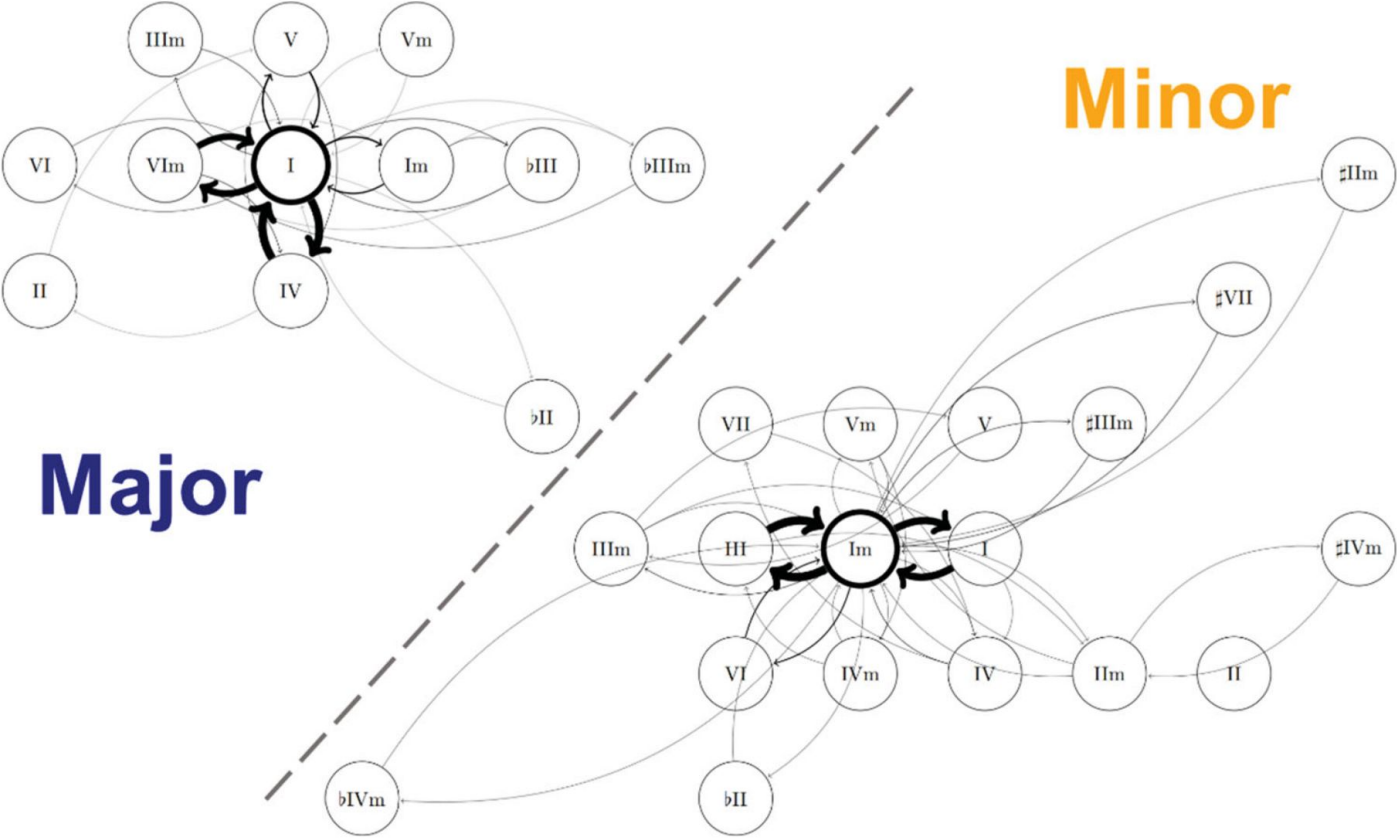 IIIm V Vm
Minor
VI VIm I Im ♭III ♭IIIm
♯IIm
II IV
♯VII
♭II
VII Vm V ♯IIIm
Major
IIIm III Im I ♯IVm
VI IVm IV IIm II
♭IVm ♭II